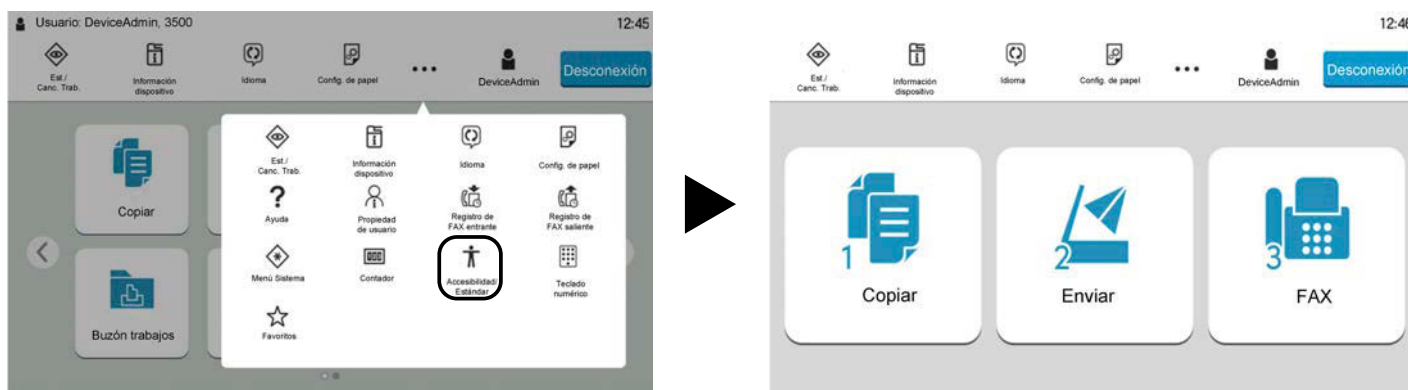 Usuario: DeviceAdmin, 3500
12:45
Est./
Canc. Trab.
Información
dispositivo
Idioma
Config. de papel
DeviceAdmin
Desconexión
Copiar
Buzón trabajos
Est./
Canc. Trab.
Información
dispositivo
Idioma
Config. de papel
?
Ayuda
Propiedad
de usuario
Registro de
FAX entrante
Registro de
FAX saliente
Menú Sistema
Contador
Accesibilidad/
Estándar
Teclado
numérico
Favoritos
12:46
Est./
Canc. Trab.
Información
dispositivo
Idioma
Config. de papel
DeviceAdmin
Desconexión
1
Copiar
2
Enviar
3
FAX